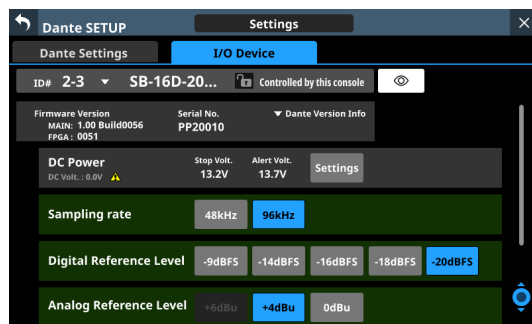 Dante SETUP
Settings
Dante Settings
I/O Device
ID# 2-3 SB-16D-20... Controlled by this console
Firmware Version
MAIN: 1.00 Build0056
FPGA : 0051
Serial No.
PP20010
Dante Version Info
DC Power
DC Volt. : 0.0V
Stop Volt.
13.2V
Alert Volt.
13.7V
Settings
Sampling rate 48kHz 96kHz
Digital Reference Level -9dBFS -14dBFS -16dBFS -18dBFS -20dBFS
Analog Reference Level +6dBu +4dBu 0dBu